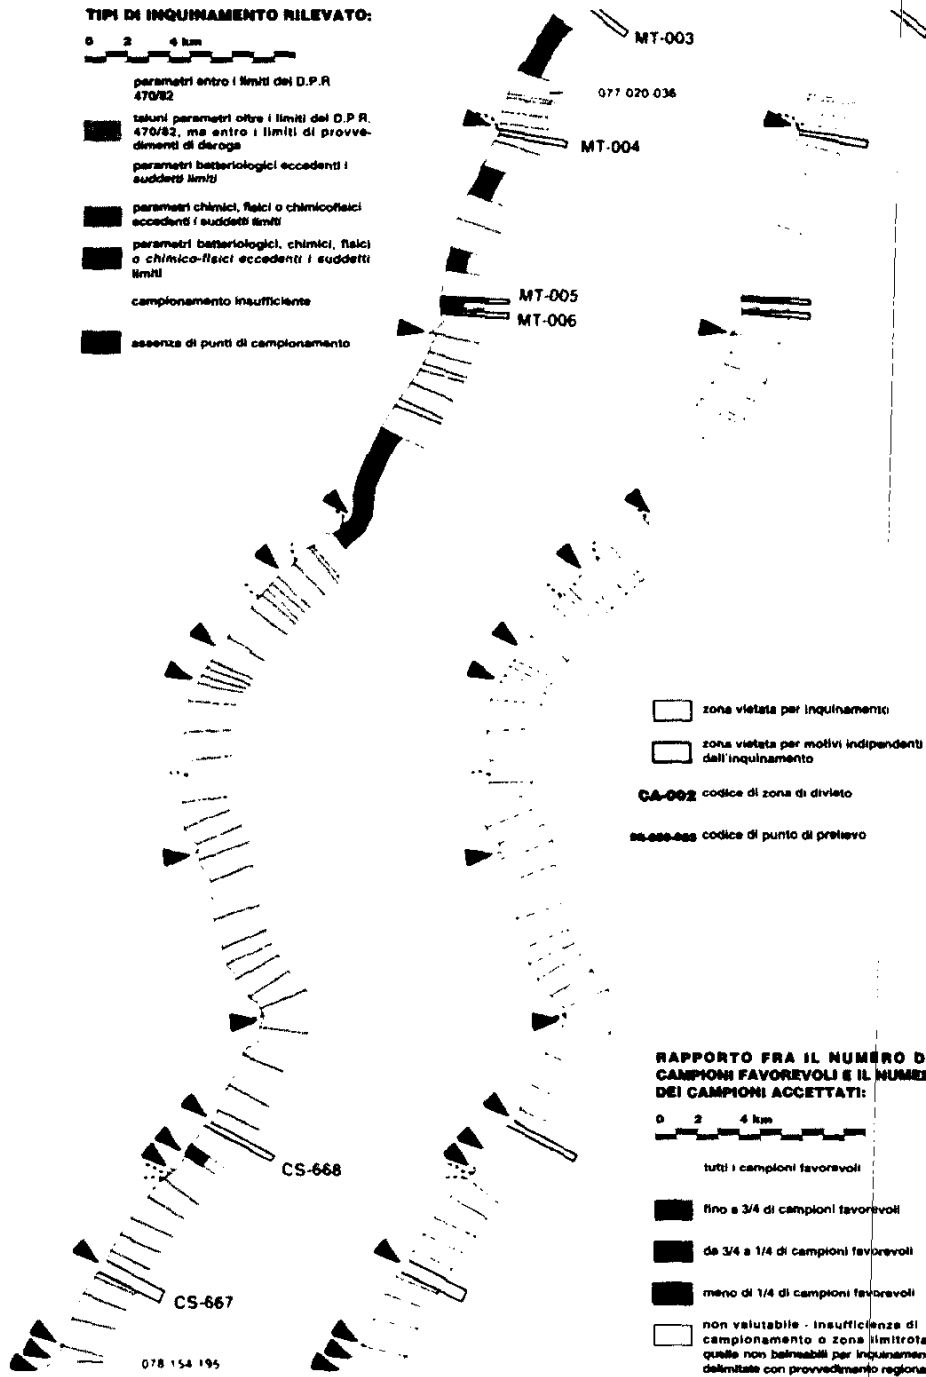 TIPI DI INQUINAMENTO RILEVATO:
0 2 4 km
parametri entro i limiti del D.P.R
470/82
taluni parametri oltre i limiti del D.P.R.
470/82, ma entro i limiti di provve-
dimenti di deroga
parametri batteriologici eccedenti i
suddetti limiti
parametri chimici, fisici o chimicofisici
eccedenti i suddetti limiti
parametri batteriologici, chimici, fisici
o chimico-fisici eccedenti i suddetti
limiti
campionamento insufficiente
assenza di punti di campionamento
MT-003
077 020 036
MT-004
MT-005
MT-006
zona vietata per inquinamento
zona vietata per motivi indipendenti
dall'inquinamento
CA-002 codice di zona di divieto
codice di punto di prelievo
CS-668
CS-667
078 154 195
RAPPORTO FRA IL NUMERO D
CAMPIONI FAVOREVOLI E IL NUME
DEI CAMPIONI ACCETTATI:
0 2 4 km
tutti i campioni favorevoli
fino a 3/4 di campioni favorevoli
da 3/4 a 1/4 di campioni favorevoli
meno di 1/4 di campioni favorevoli
non valutabile - insufficienza di
campionamento o zona limitrofa
quelle non balneabili per inquinamen
delimitate con provvedimento regiona